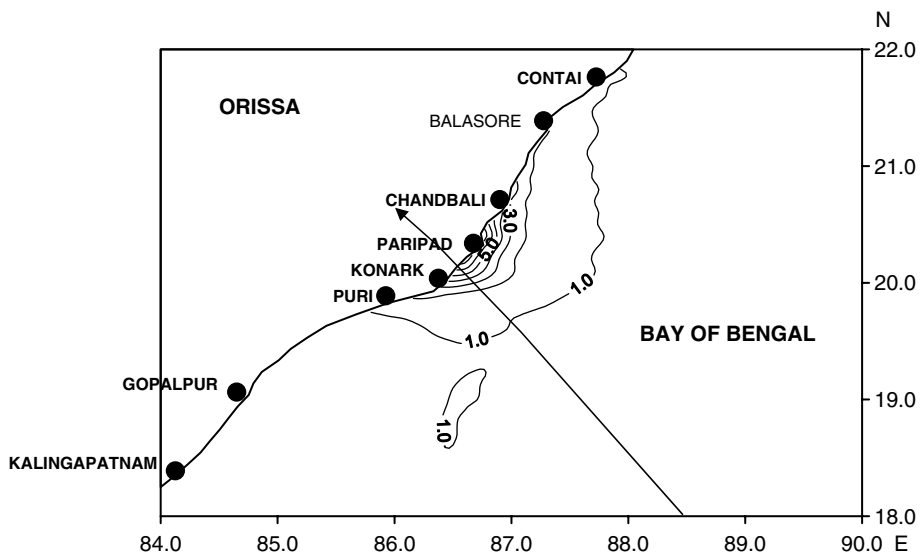 N
22.0
CONTAI
ORISSA
BALASORE
21.0
CHANDBALI
3.0
PARIPAD
5.0
KONARK
20.0
PURI
1.0
BAY OF BENGAL
1.0
GOPALPUR
19.0
1.0
KALINGAPATNAM
18.0
84.0 85.0 86.0 87.0 88.0 89.0 90.0 E